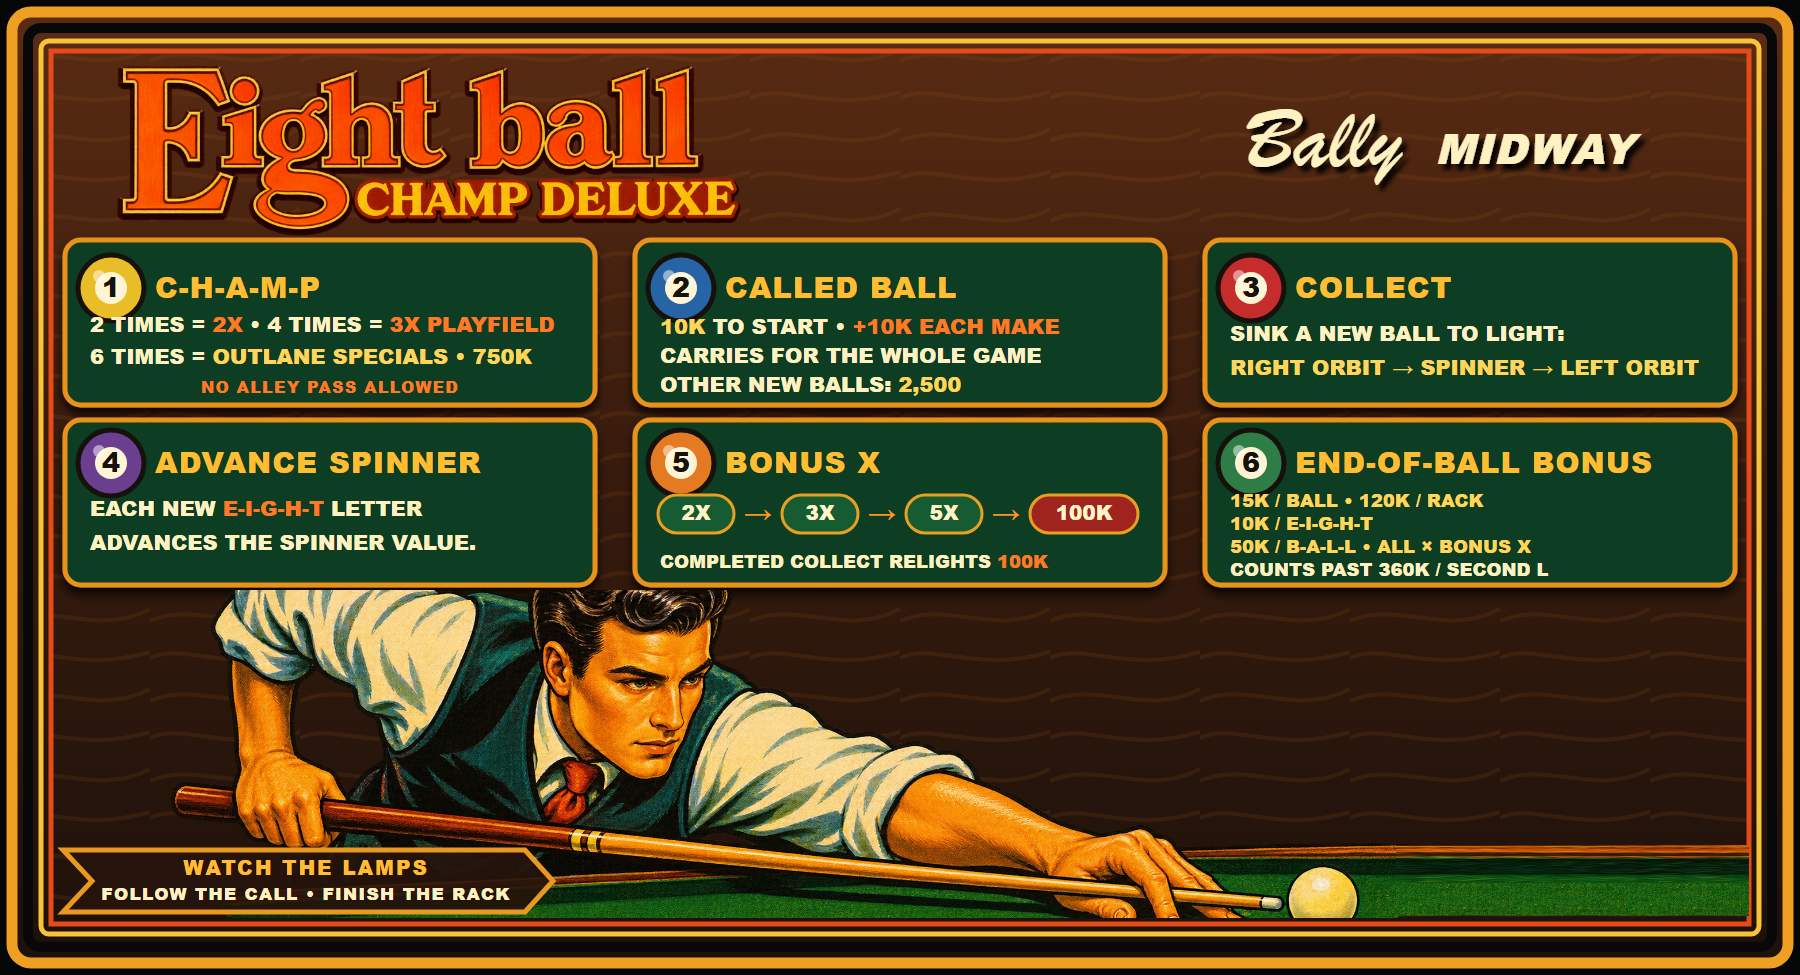 Eight ball
CHAMP DELUXE
Bally MIDWAY
1 C-H-A-M-P
2 TIMES = 2X • 4 TIMES = 3X PLAYFIELD
6 TIMES = OUTLANE SPECIALS • 750K
NO ALLEY PASS ALLOWED
2 CALLED BALL
10K TO START • +10K EACH MAKE
CARRIES FOR THE WHOLE GAME
OTHER NEW BALLS: 2,500
3 COLLECT
SINK A NEW BALL TO LIGHT:
RIGHT ORBIT → SPINNER → LEFT ORBIT
4 ADVANCE SPINNER
EACH NEW E-I-G-H-T LETTER
ADVANCES THE SPINNER VALUE.
5 BONUS X
2X → 3X → 5X → 100K
COMPLETED COLLECT RELIGHTS 100K
6 END-OF-BALL BONUS
15K / BALL • 120K / RACK
10K / E-I-G-H-T
50K / B-A-L-L • ALL × BONUS X
COUNTS PAST 360K / SECOND L
WATCH THE LAMPS
FOLLOW THE CALL • FINISH THE RACK